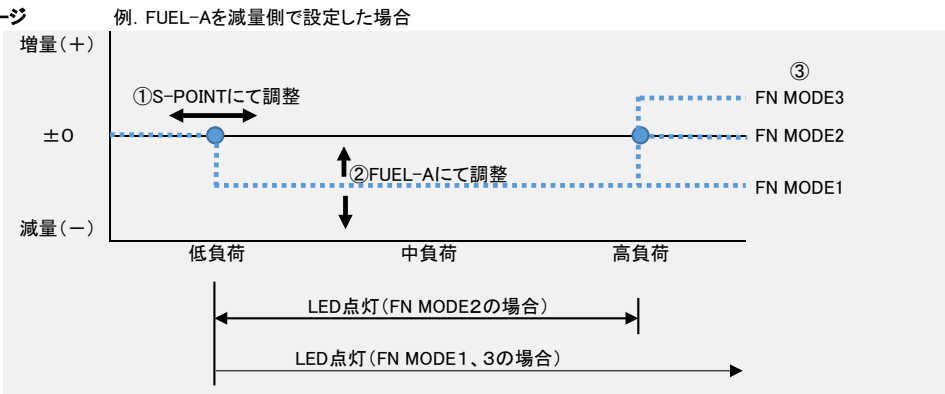 ージ
例. FUEL-Aを減量側で設定した場合
増量(+)
①S-POINTにて調整
③
FN MODE3
±0
FN MODE2
②FUEL-Aにて調整
FN MODE1
減量(-)
低負荷
中負荷
高負荷
LED点灯(FN MODE2の場合)
LED点灯(FN MODE1、3の場合)